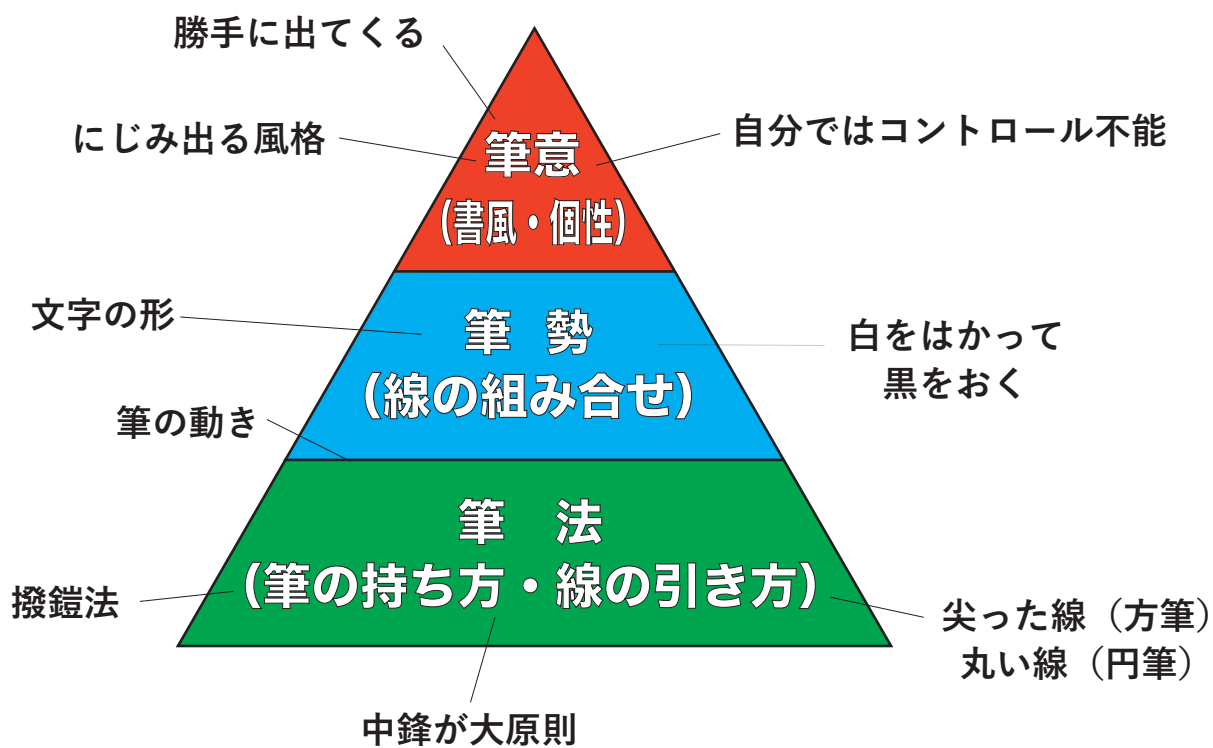 勝手に出てくる
にじみ出る風格
自分ではコントロール不能
筆意
(書風・個性)
文字の形
筆 勢
(線の組み合せ)
白をはかって
黒をおく
筆の動き
筆 法
(筆の持ち方・線の引き方)
撥鎧法
尖った線（方筆）
丸い線（円筆）
中鋒が大原則